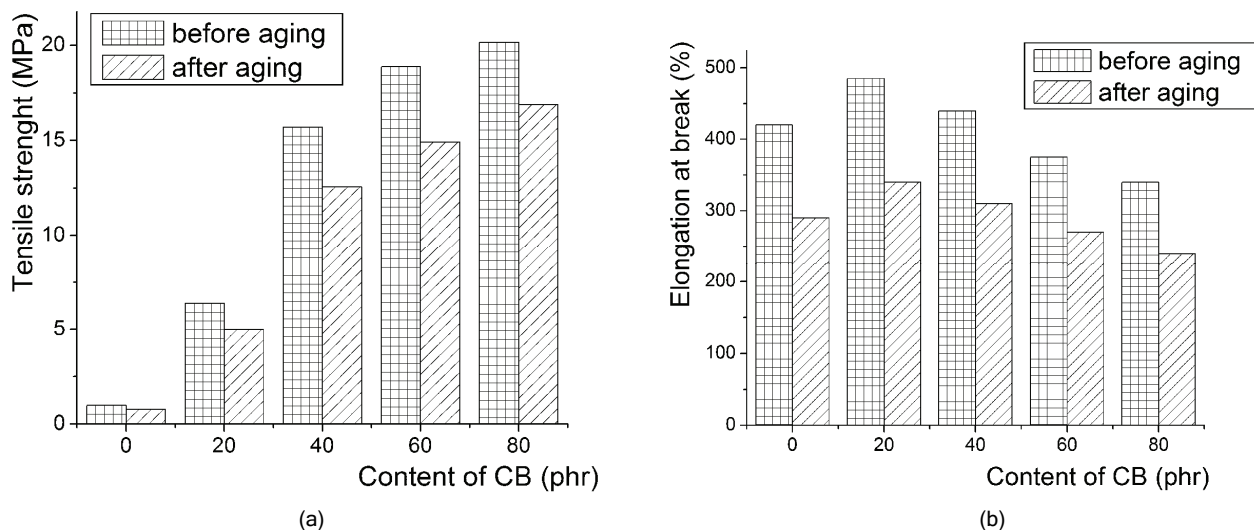 Tensile strenght (MPa)
20
15
10
5
0
before aging
after aging
0 20 40 60 80
Content of CB (phr)
(a)
Elongation at break (%)
500
400
300
200
300
0
before aging
after aging
0 20 40 60 80
Content of CB (phr)
(b)